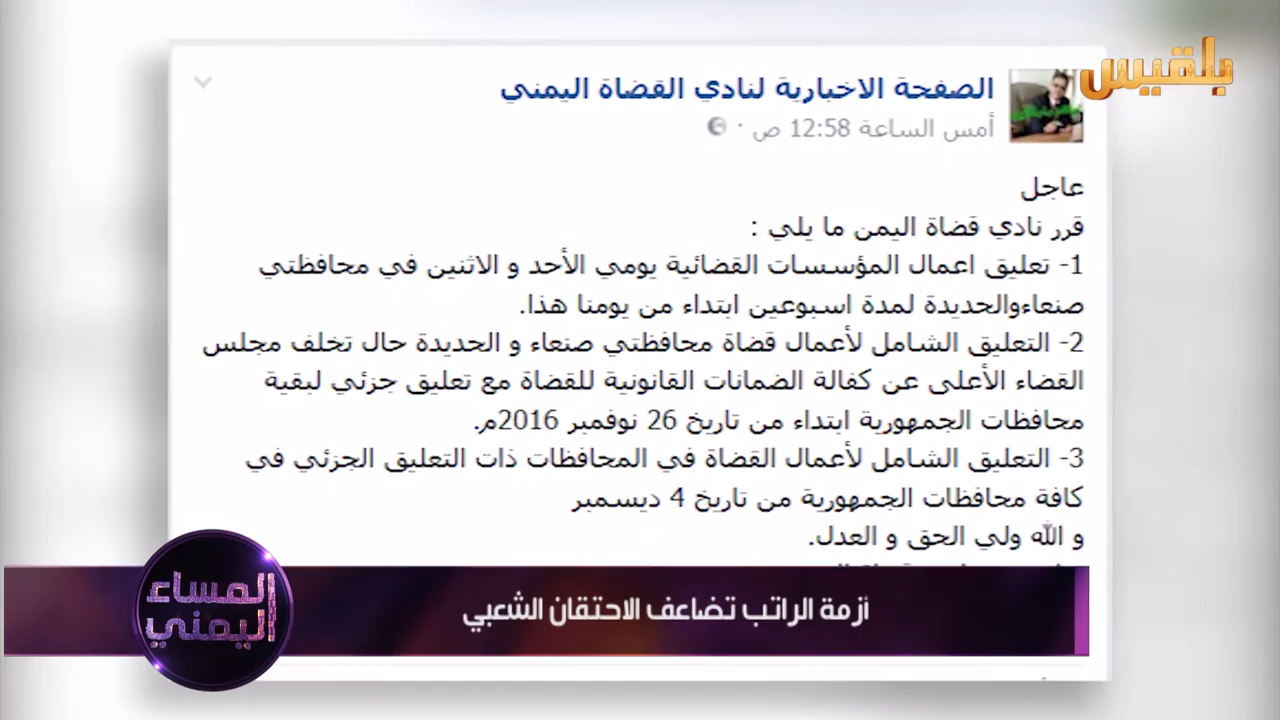 بلقيس
الصفحة الاخبارية لنادي القضاة اليمني
أمس الساعة 12:58 ص ·
عاجل
قرر نادي قضاة اليمن ما يلي :
1- تعليق اعمال المؤسسات القضائية يومي الأحد و الاثنين في محافظتي
صنعاءوالحديدة لمدة اسبوعين ابتداء من يومنا هذا.
2- التعليق الشامل لأعمال قضاة محافظتي صنعاء و الحديدة حال تخلف مجلس
القضاء الأعلى عن كفالة الضمانات القانونية للقضاة مع تعليق جزئي لبقية
محافظات الجمهورية ابتداء من تاريخ 26 نوفمبر 2016م.
3- التعليق الشامل لأعمال القضاة في المحافظات ذات التعليق الجزئي في
كافة محافظات الجمهورية من تاريخ 4 ديسمبر
و الله ولي الحق و العدل.
أزمة الراتب تضاعف الاحتقان الشعبي
المساء
اليمني